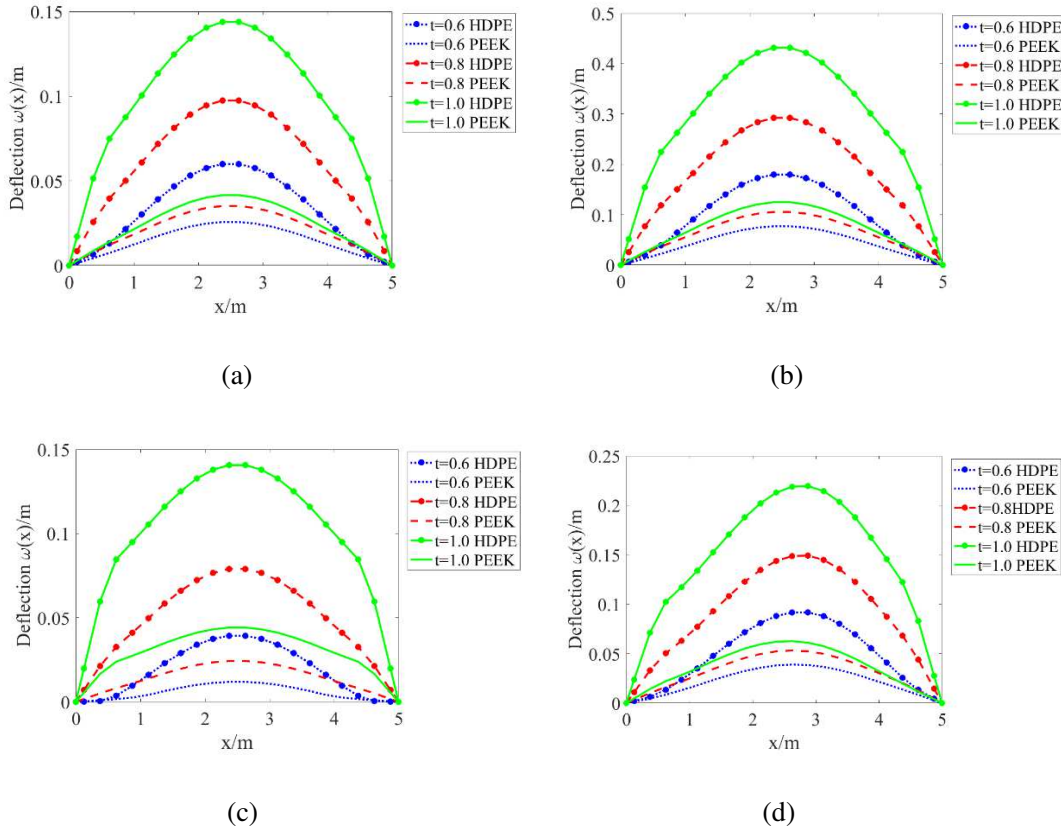 0.15
0.1
0.05
0
0 1 2 3 4 5
Deflection ω(x)/m
x/m
t=0.6 HDPE
t=0.6 PEEK
t=0.8 HDPE
t=0.8 PEEK
t=1.0 HDPE
t=1.0 PEEK
(a)
0.5
0.4
0.3
0.2
0.1
0
0 1 2 3 4 5
Deflection ω(x)/m
x/m
t=0.6 HDPE
t=0.6 PEEK
t=0.8 HDPE
t=0.8 PEEK
t=1.0 HDPE
t=1.0 PEEK
(b)
0.15
0.1
0.05
0
0 1 2 3 4 5
Deflection ω(x)/m
x/m
t=0.6 HDPE
t=0.6 PEEK
t=0.8 HDPE
t=0.8 PEEK
t=1.0 HDPE
t=1.0 PEEK
(c)
0.25
0.2
0.15
0.1
0.05
0
0 1 2 3 4 5
Deflection ω(x)/m
x/m
t=0.6 HDPE
t=0.6 PEEK
t=0.8HDPE
t=0.8 PEEK
t=1.0 HDPE
t=1.0 PEEK
(d)